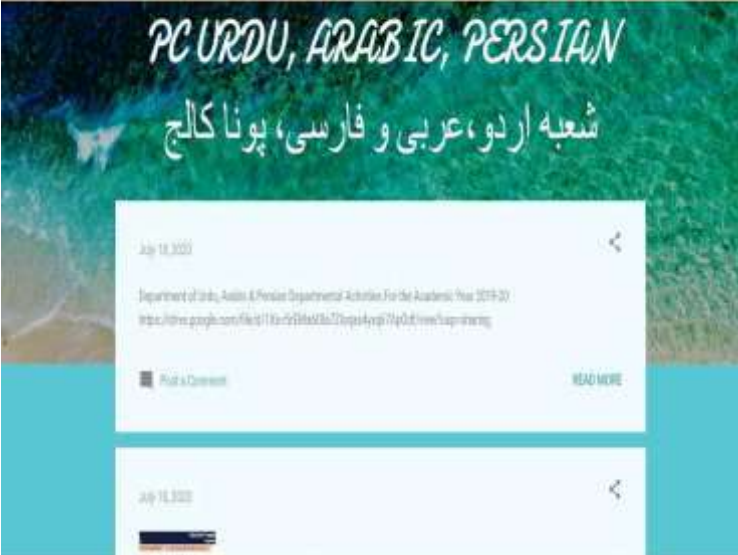 PC URDU, ARABIC, PERSIAN
شعبہ اردو،عربی و فارسی، پونا کالج
July 18, 2020
Department of Urdu, Arabic & Persian Departmental Activities For the Academic Year 2019-20
Post a Comment
READ MORE
July 18, 2020